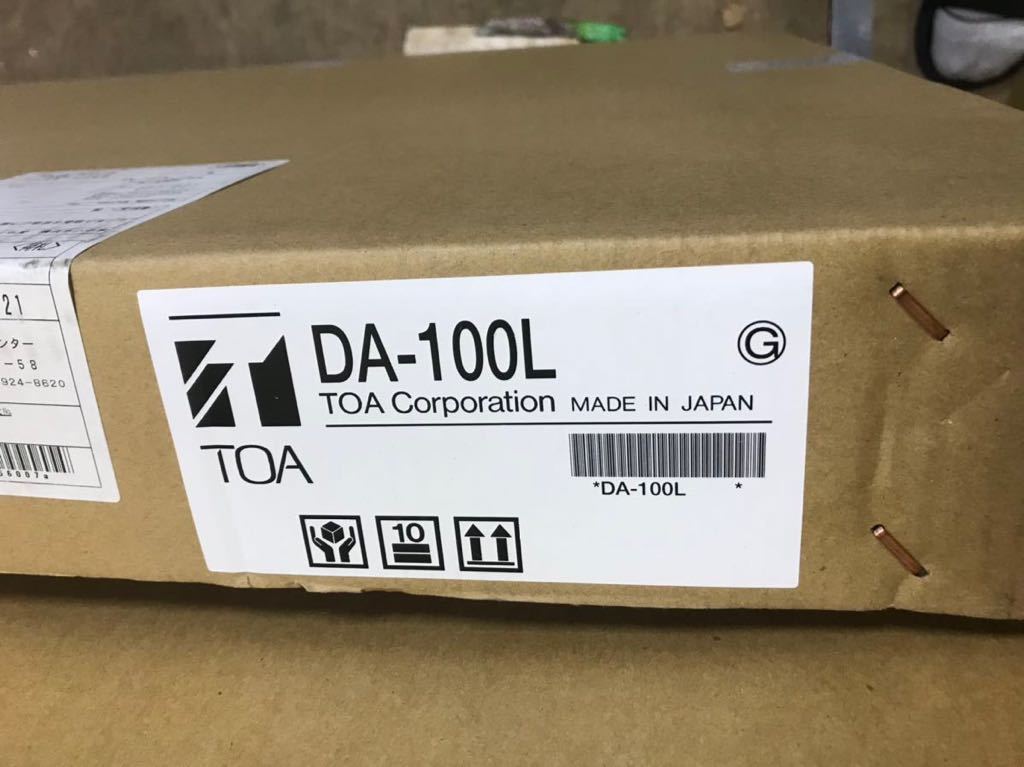 DA-100L
G
TOA Corporation MADE IN JAPAN
TOA
*DA-100L *
10
21
ンター
-58
924-8620